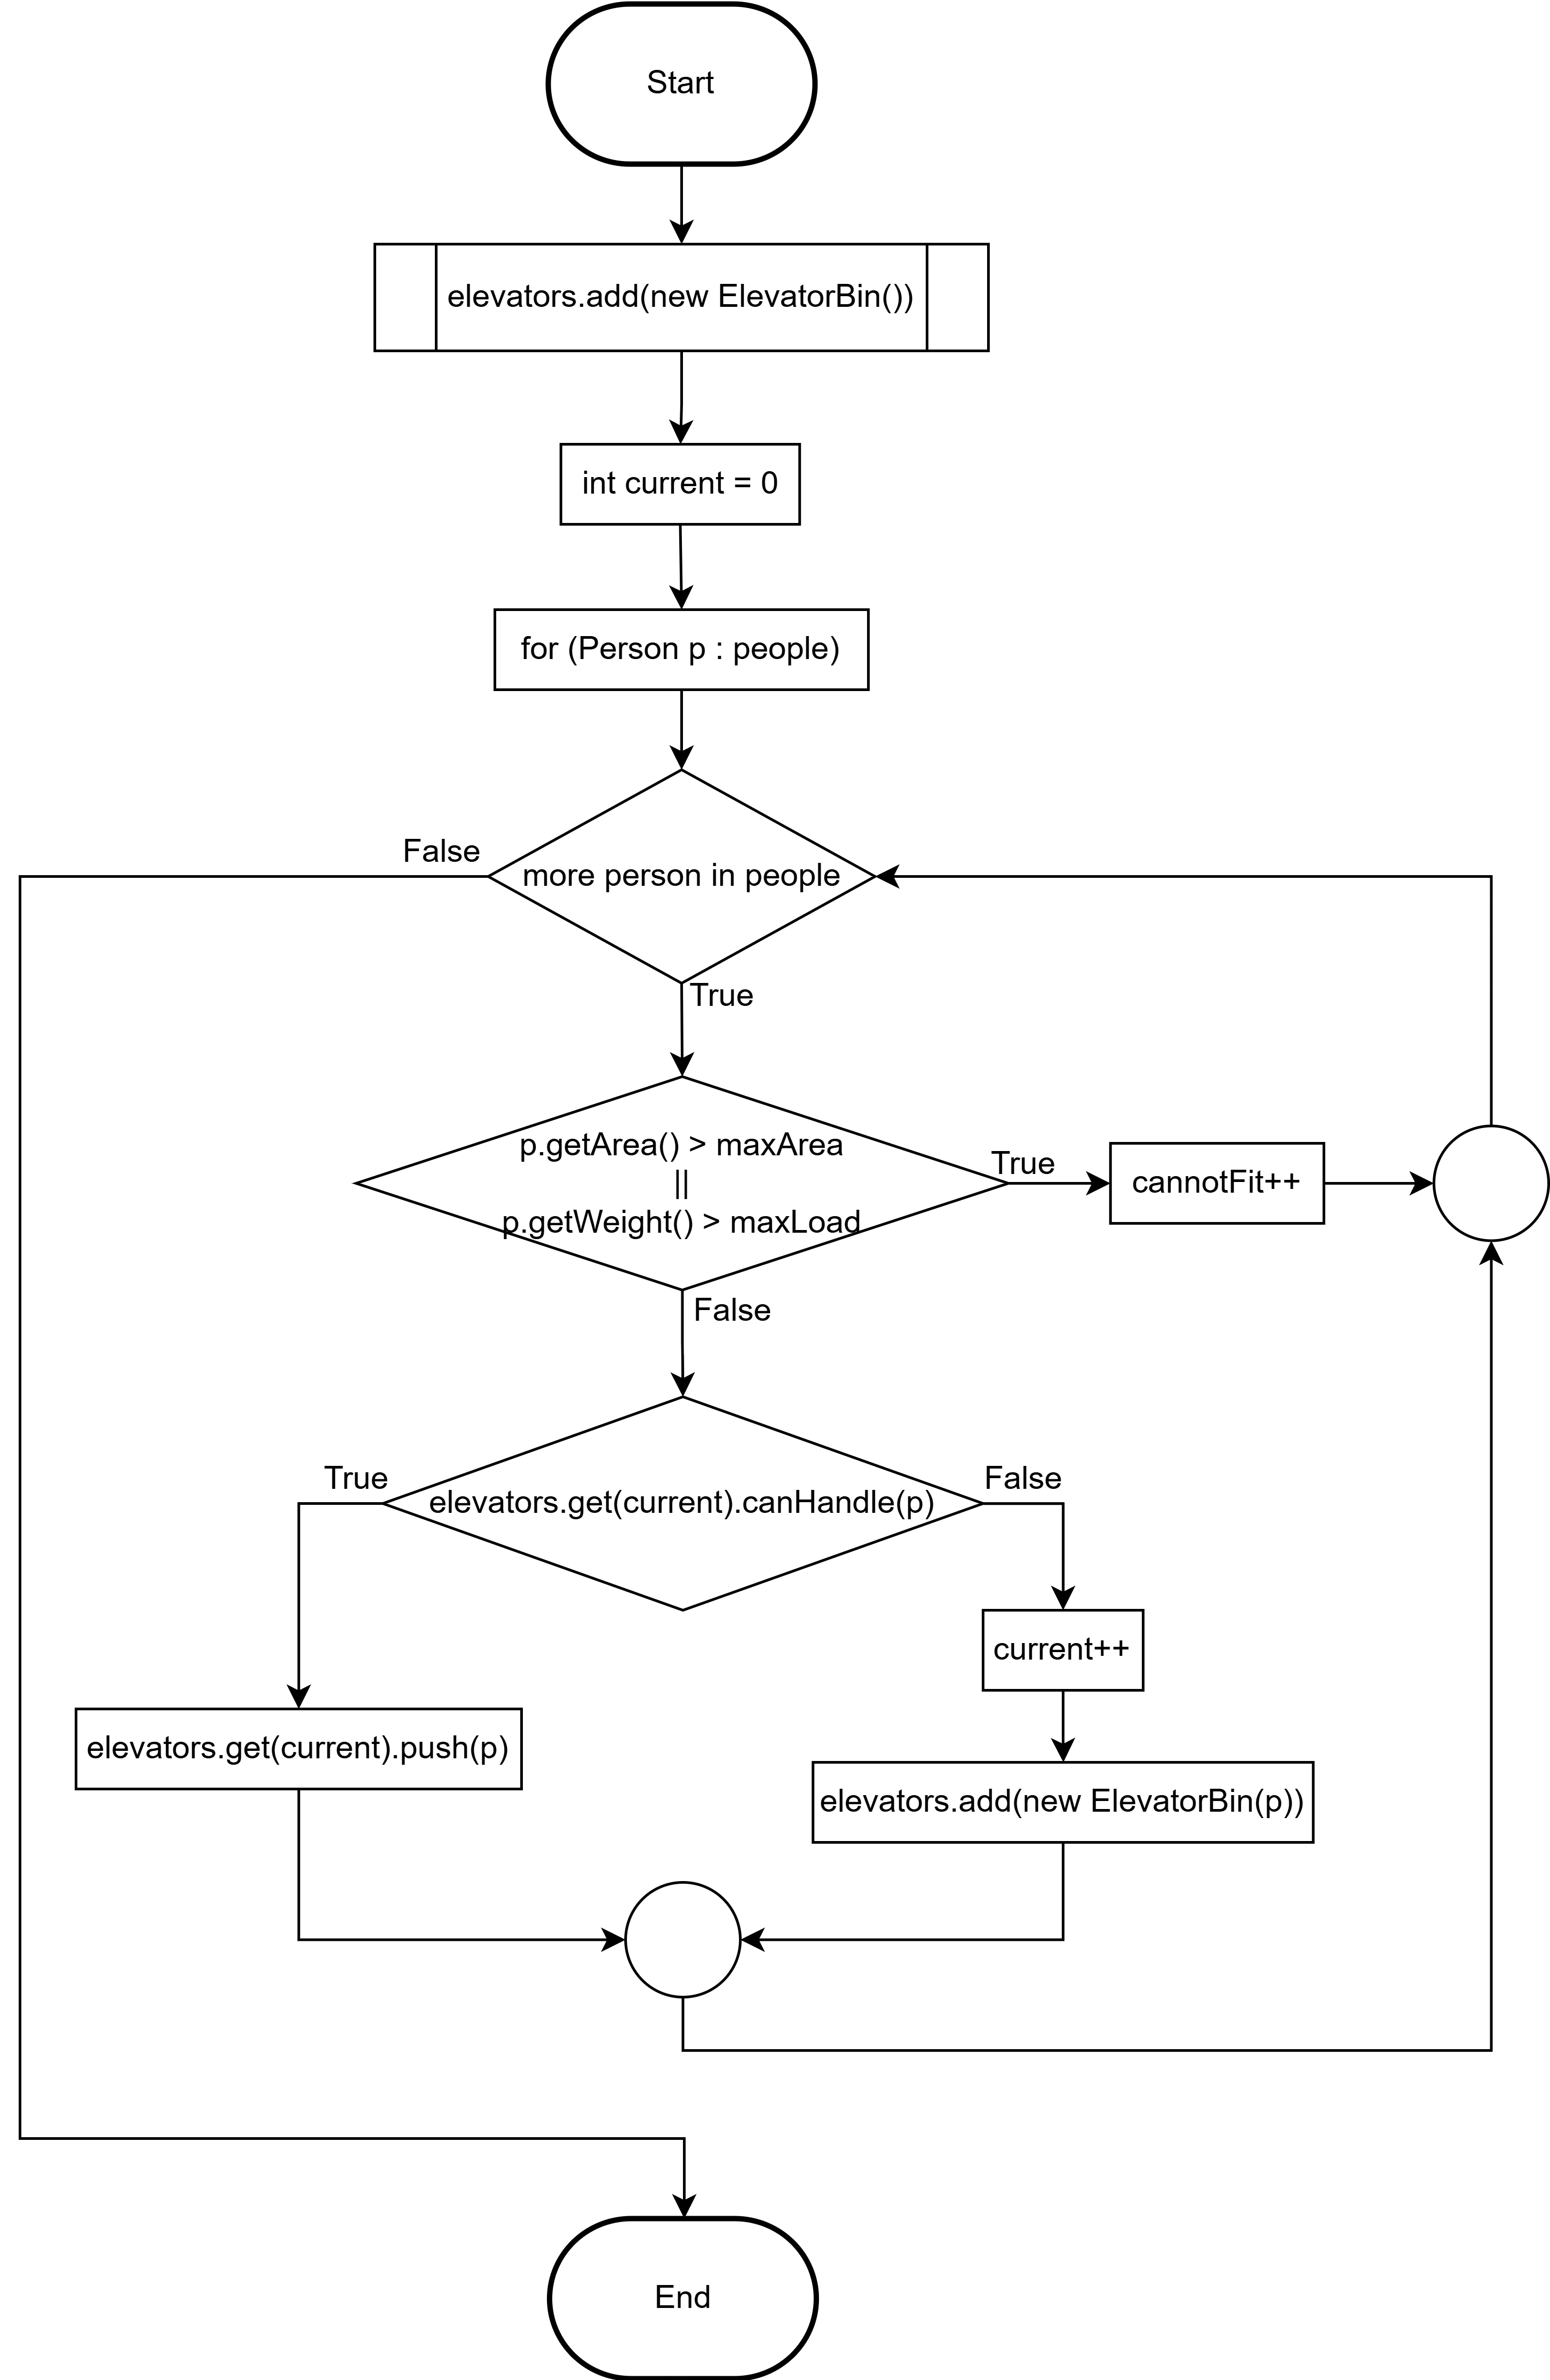 Start
elevators.add(new ElevatorBin())
int current = 0
for (Person p : people)
False
more person in people
True
p.getArea() > maxArea
||
p.getWeight() > maxLoad
True
cannotFit++
False
True
elevators.get(current).canHandle(p)
False
current++
elevators.get(current).push(p)
elevators.add(new ElevatorBin(p))
End